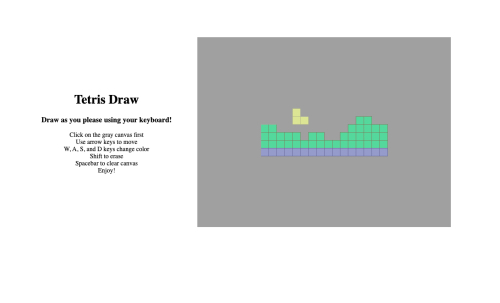 Tetris Draw
Draw as you please using your keyboard!
Click on the gray canvas first
Use arrow keys to move
W, A, S, and D keys change color
Shift to erase
Spacebar to clear canvas
Enjoy!